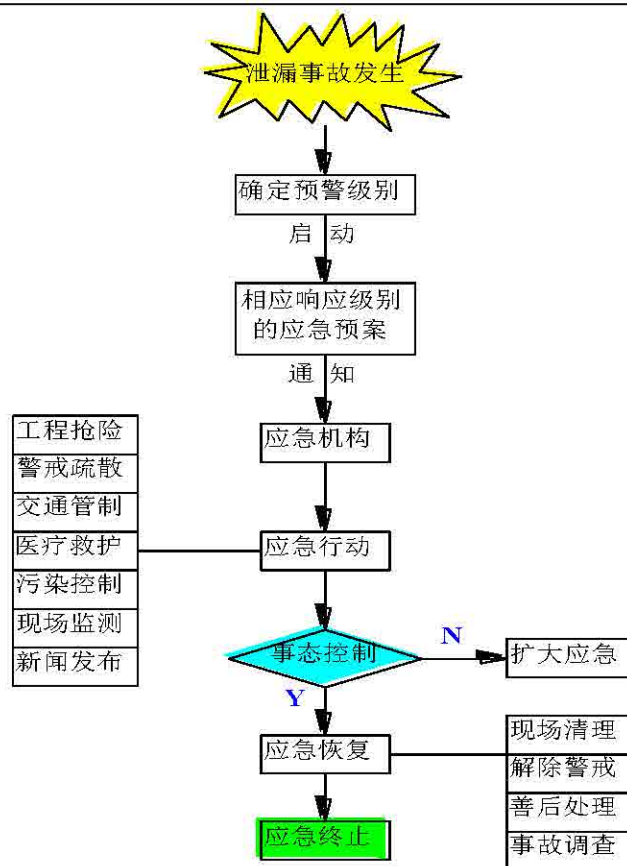 泄漏事故发生
确定预警级别
启 动
相应响应级别
的应急预案
通 知
应急机构
工程抢险
警戒疏散
交通管制
医疗救护
污染控制
现场监测
新闻发布
应急行动
事态控制
N
扩大应急
Y
应急恢复
现场清理
解除警戒
善后处理
事故调查
应急终止